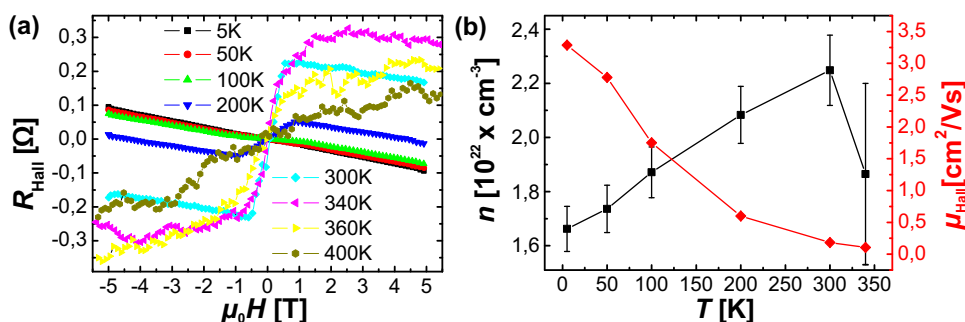 (a)
0,3
0,2
0,1
0,0
-0,1
-0,2
-0,3
R_Hall [Ω]
5K
50K
100K
200K
300K
340K
360K
400K
-5 -4 -3 -2 -1 0 1 2 3 4 5
μ₀H [T]
(b)
2,4
2,2
2,0
1,8
1,6
n [10²² x cm⁻³]
3,5
3,0
2,5
2,0
1,5
1,0
0,5
0,0
μ_Hall[cm²/Vs]
0 50 100 150 200 250 300 350
T [K]